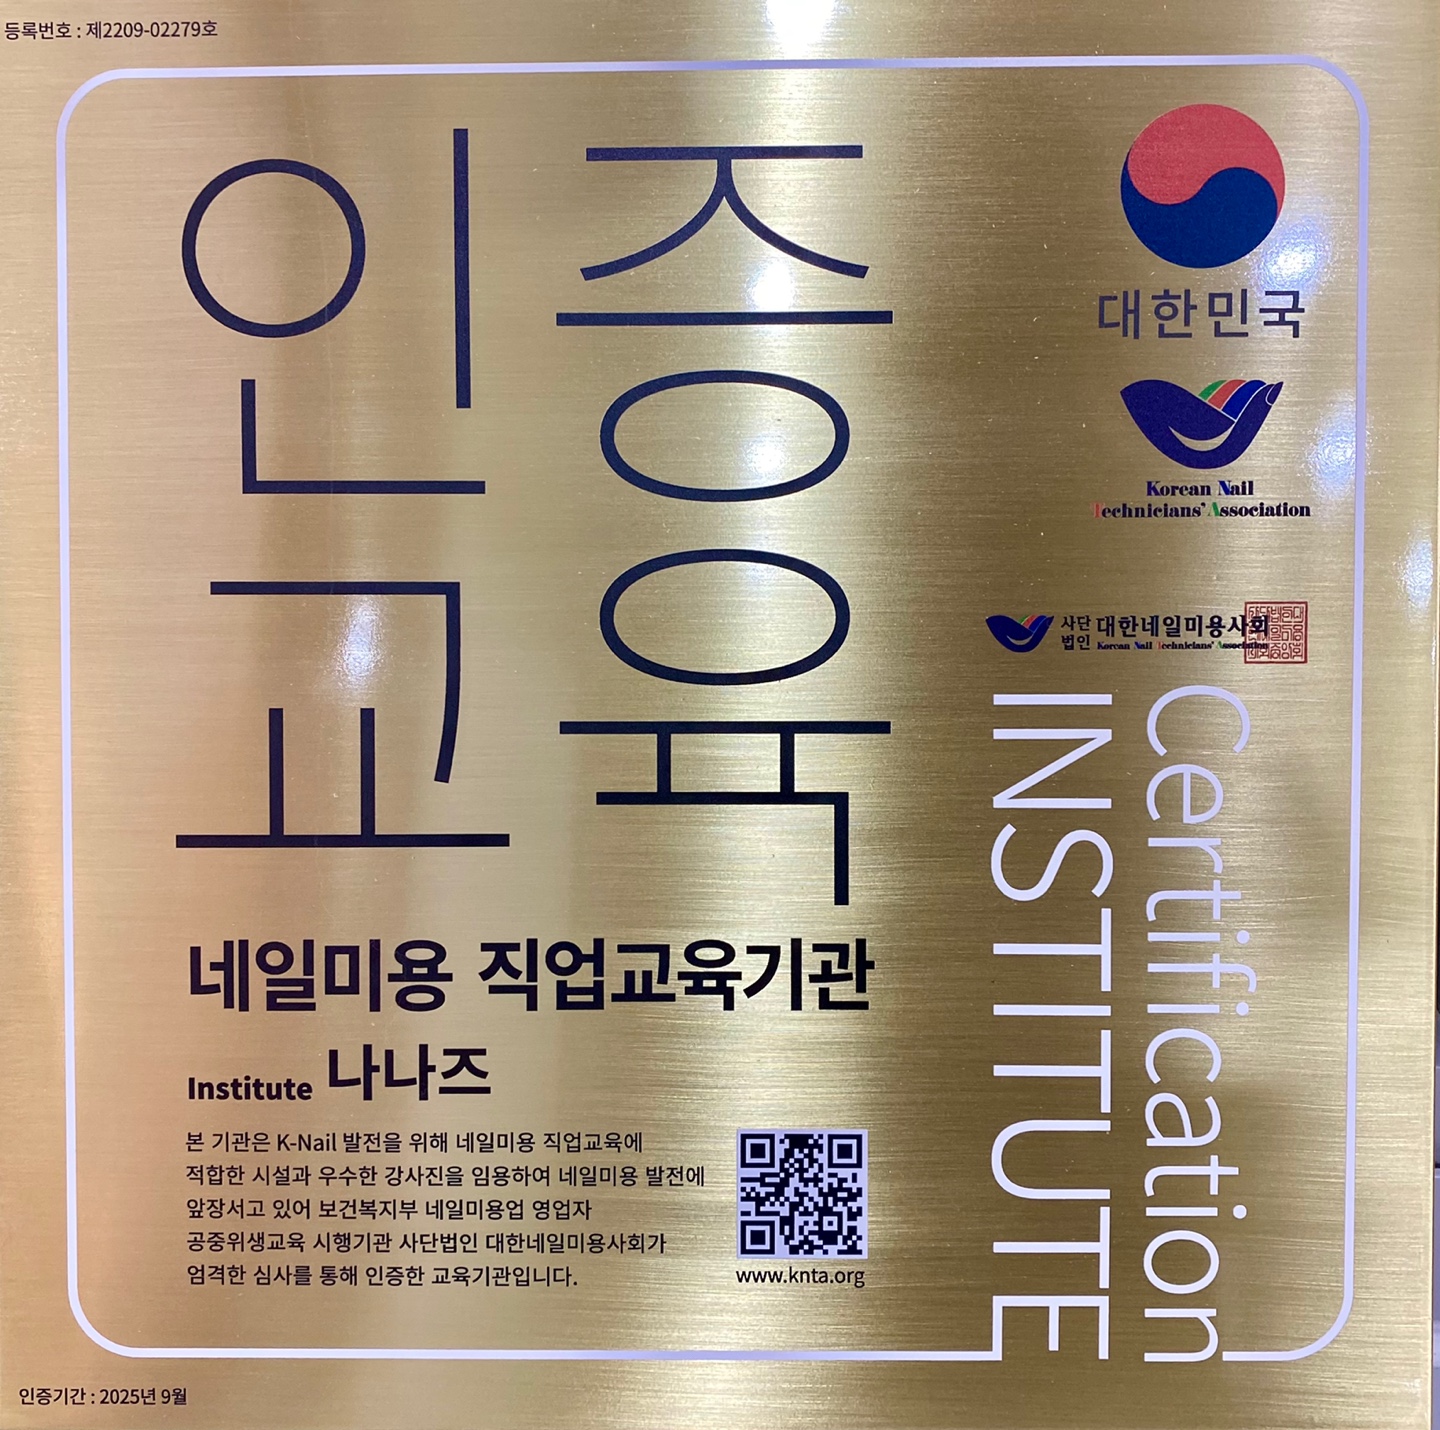 등록번호 : 제2209-02279호
인증
교육
대한민국
Korean Nail
Technicians' Association
사단
법인
대한네일미용사회
Korean Nail Technicians' Association
Certification
INSTITUTE
네일미용 직업교육기관
Institute 나나즈
본 기관은 K-Nail 발전을 위해 네일미용 직업교육에
적합한 시설과 우수한 강사진을 임용하여 네일미용 발전에
앞장서고 있어 보건복지부 네일미용업 영업자
공중위생교육 시행기관 사단법인 대한네일미용사회가
엄격한 심사를 통해 인증한 교육기관입니다.
www.knta.org
인증기간 : 2025년 9월